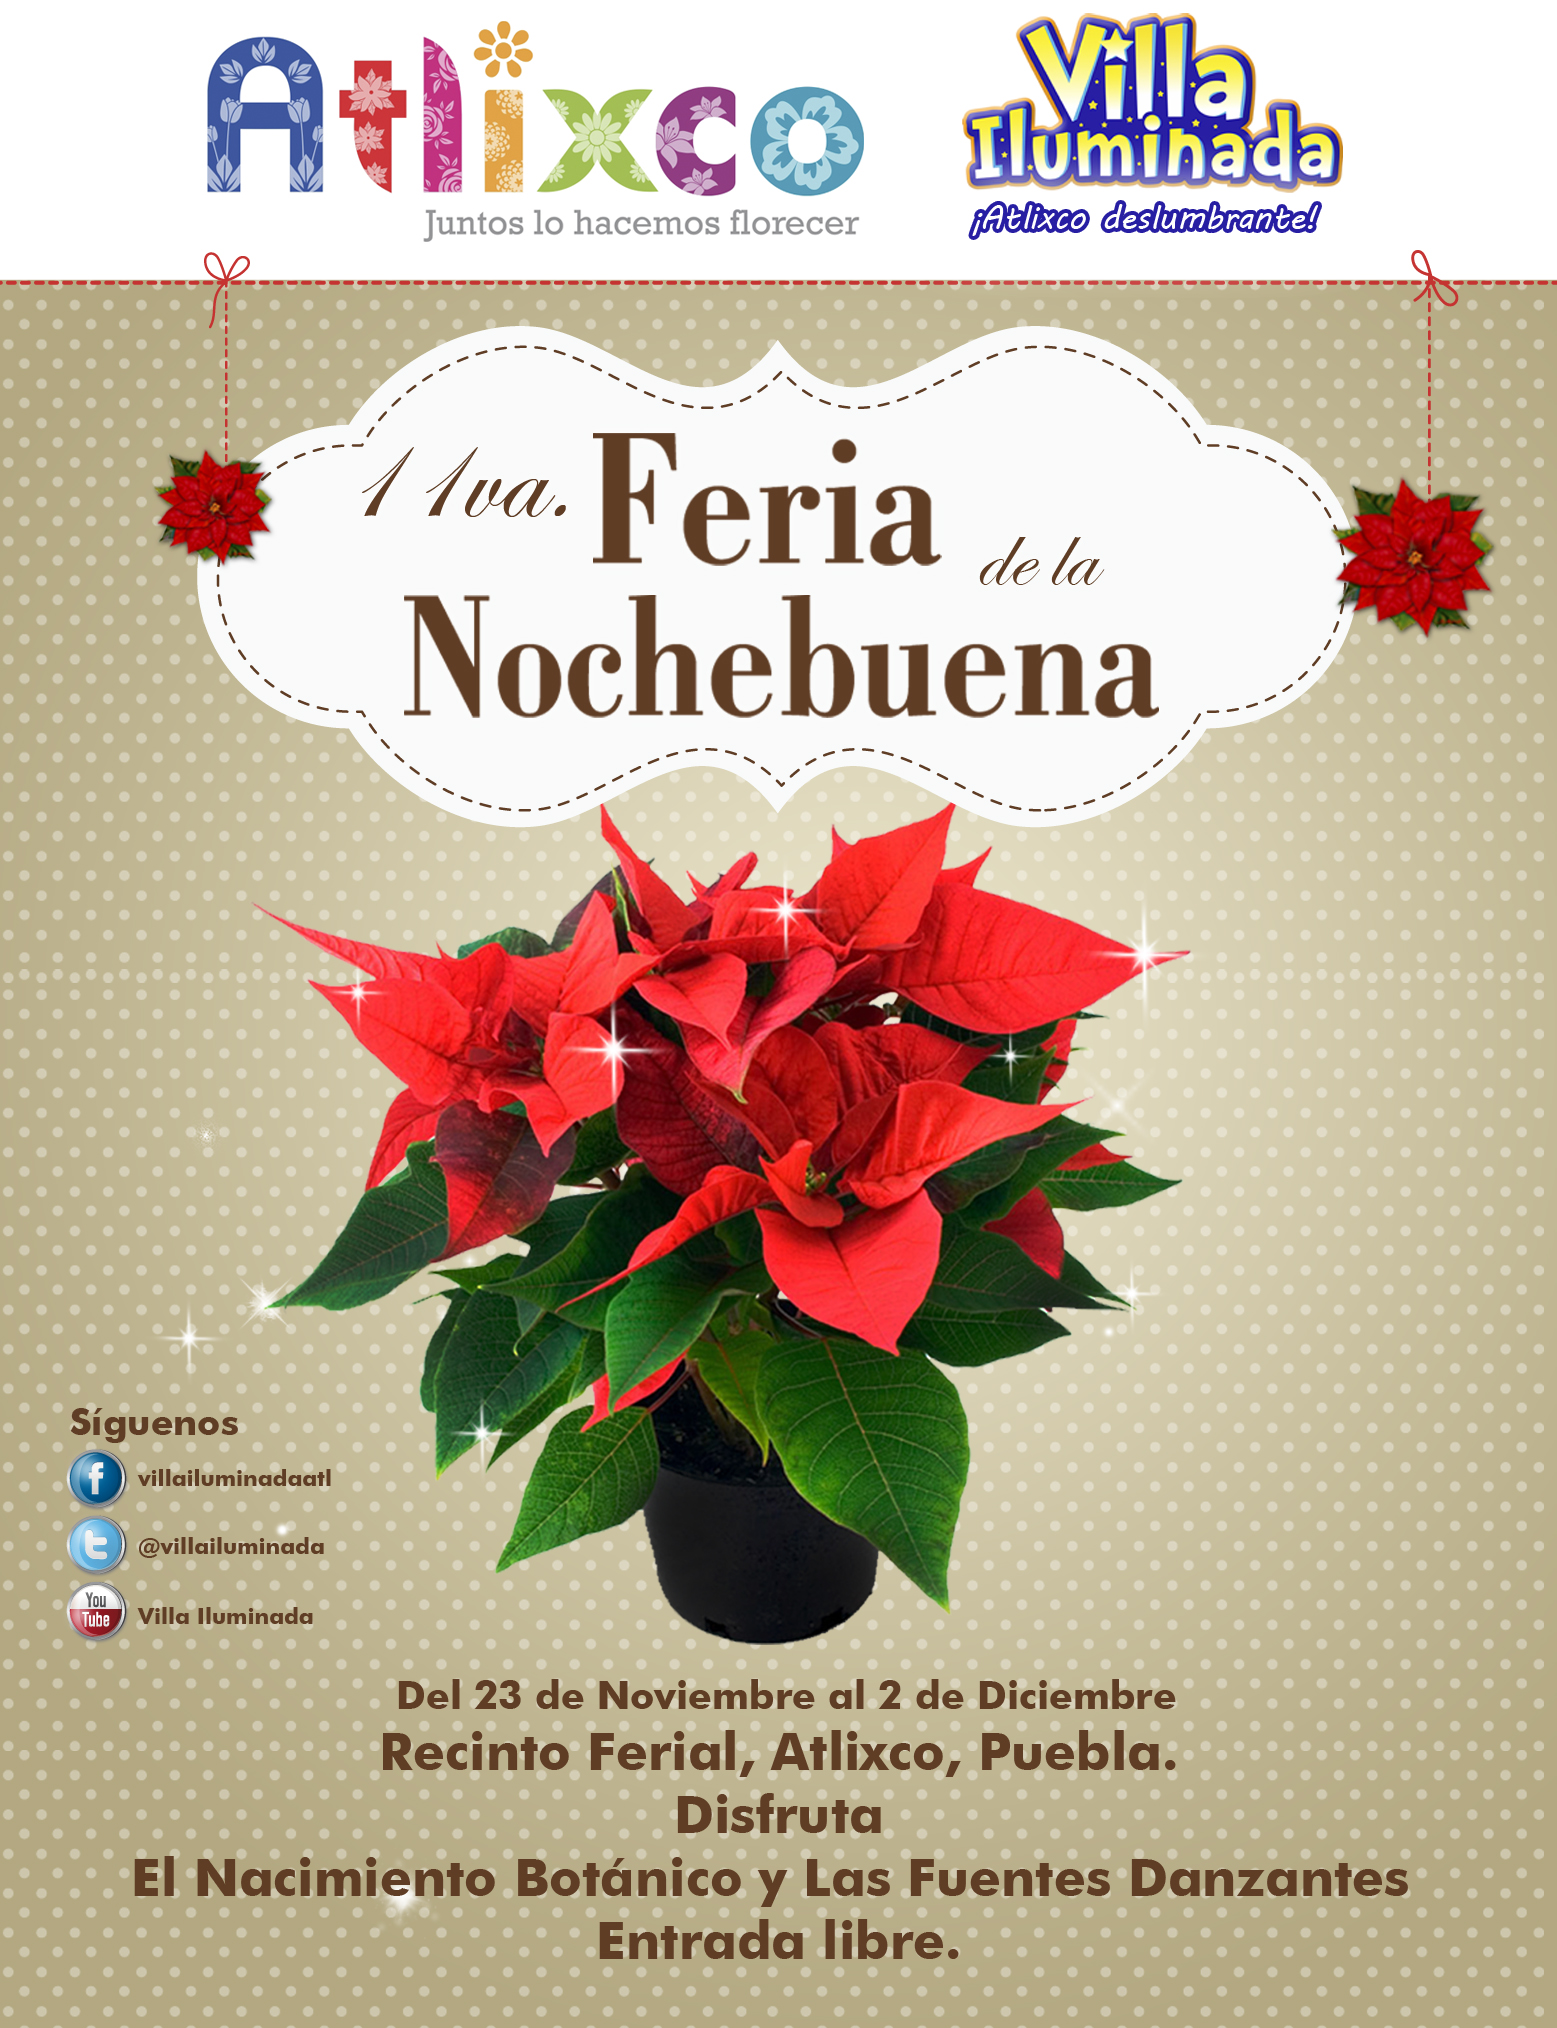 Atlixco
Juntos lo hacemos florecer
Villa
Iluminada
¡Atlixco deslumbrante!
11va. Feria de la
Nochebuena
Síguenos
f villailuminadaatl
t @villailuminada
You
Tube Villa Iluminada
Del 23 de Noviembre al 2 de Diciembre
Recinto Ferial, Atlixco, Puebla.
Disfruta
El Nacimiento Botánico y Las Fuentes Danzantes
Entrada libre.